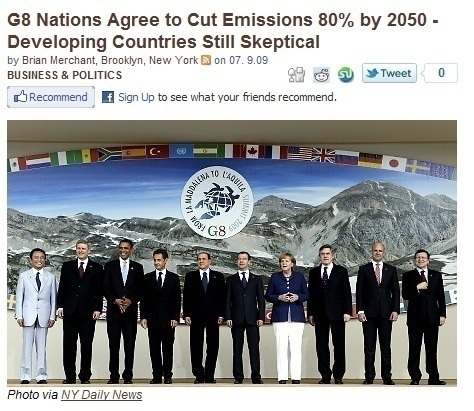 G8 Nations Agree to Cut Emissions 80% by 2050 -
Developing Countries Still Skeptical
by Brian Merchant, Brooklyn, New York on 07. 9.09
BUSINESS & POLITICS
Tweet
0
Recommend
Sign Up to see what your friends recommend.
FROM LA MADDALENA TO L'AQUILA
SUMMIT 2009
G8
Photo via NY Daily News